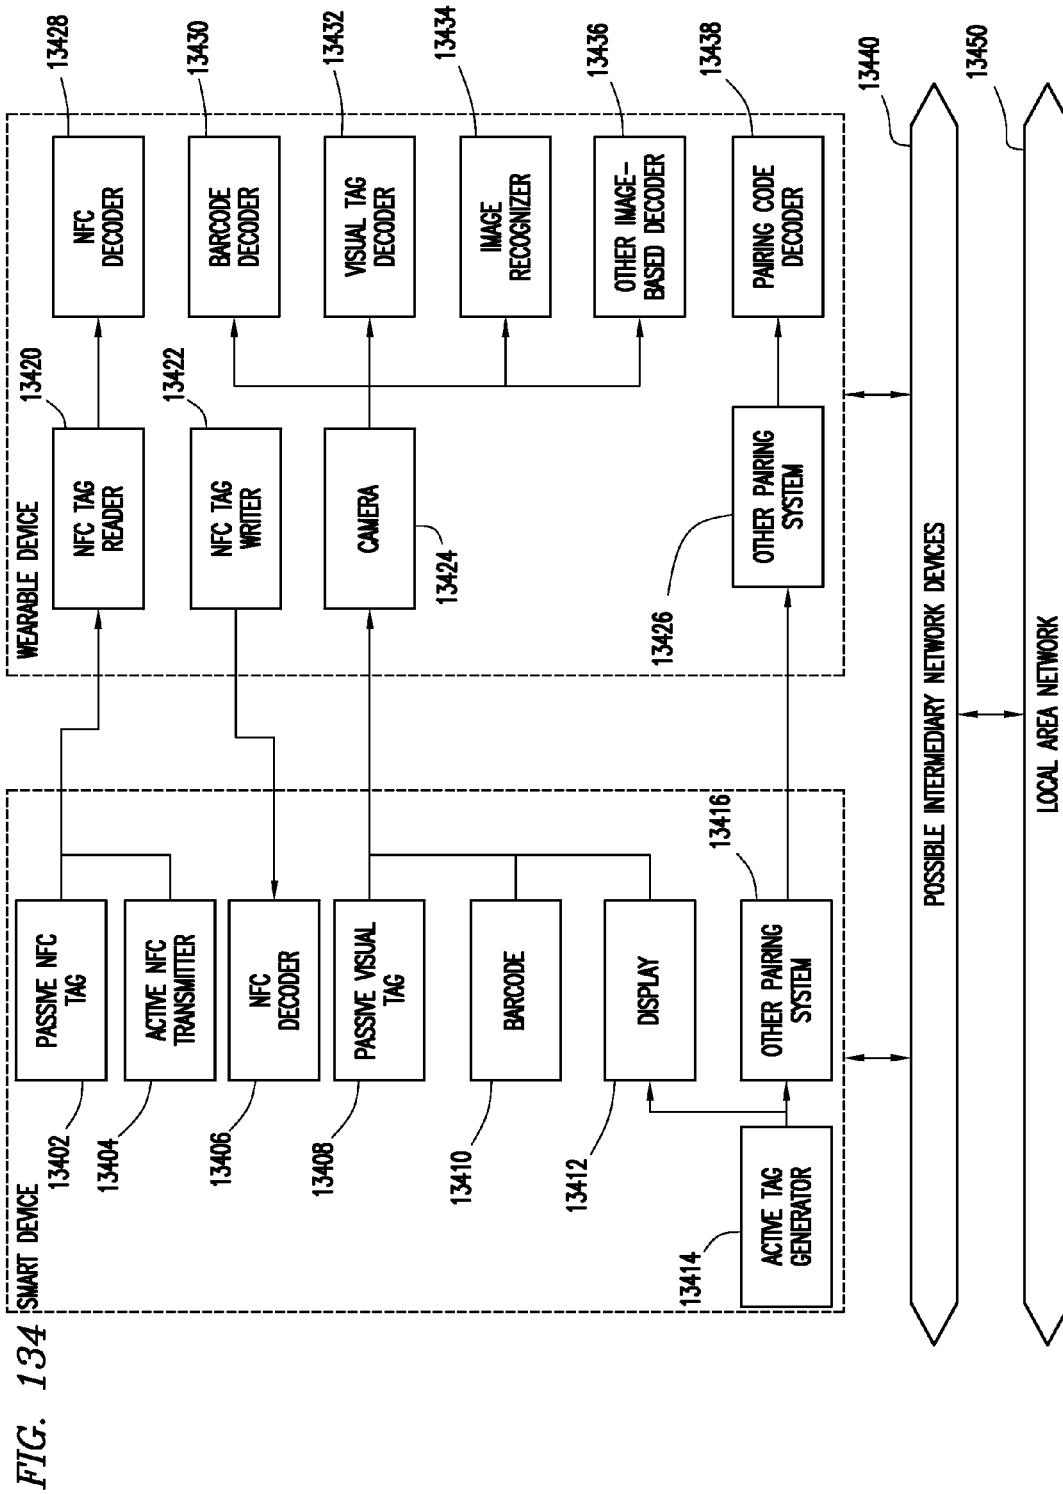 FIG. 134
SMART DEVICE
13402
PASSIVE NFC
TAG
13404
ACTIVE NFC
TRANSMITTER
13406
NFC
DECODER
13408
PASSIVE VISUAL
TAG
13410
BARCODE
13412
DISPLAY
13414
ACTIVE TAG
GENERATOR
13416
OTHER PAIRING
SYSTEM
WEARABLE DEVICE
13420
NFC TAG
READER
13422
NFC TAG
WRITER
CAMERA
13424
13426
OTHER PAIRING
SYSTEM
13428
NFC
DECODER
13430
BARCODE
DECODER
13432
VISUAL TAG
DECODER
13434
IMAGE
RECOGNIZER
13436
OTHER IMAGE-
BASED DECODER
13438
PAIRING CODE
DECODER
13440
POSSIBLE INTERMEDIARY NETWORK DEVICES
13450
LOCAL AREA NETWORK